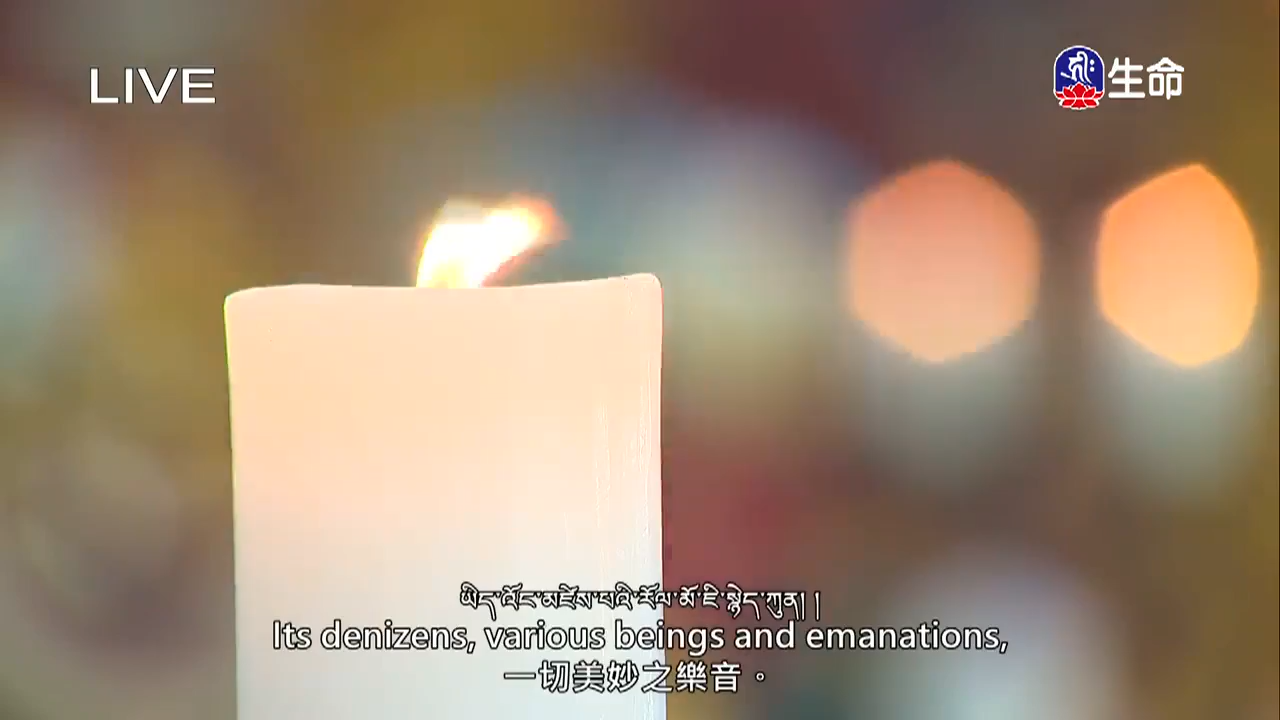 LIVE
生命
ཡིད་འོང་མཛེས་པའི་རོལ་མོ་ཇི་སྙེད་ཀུན། །
Its denizens, various beings and emanations,
一切美妙之樂音。